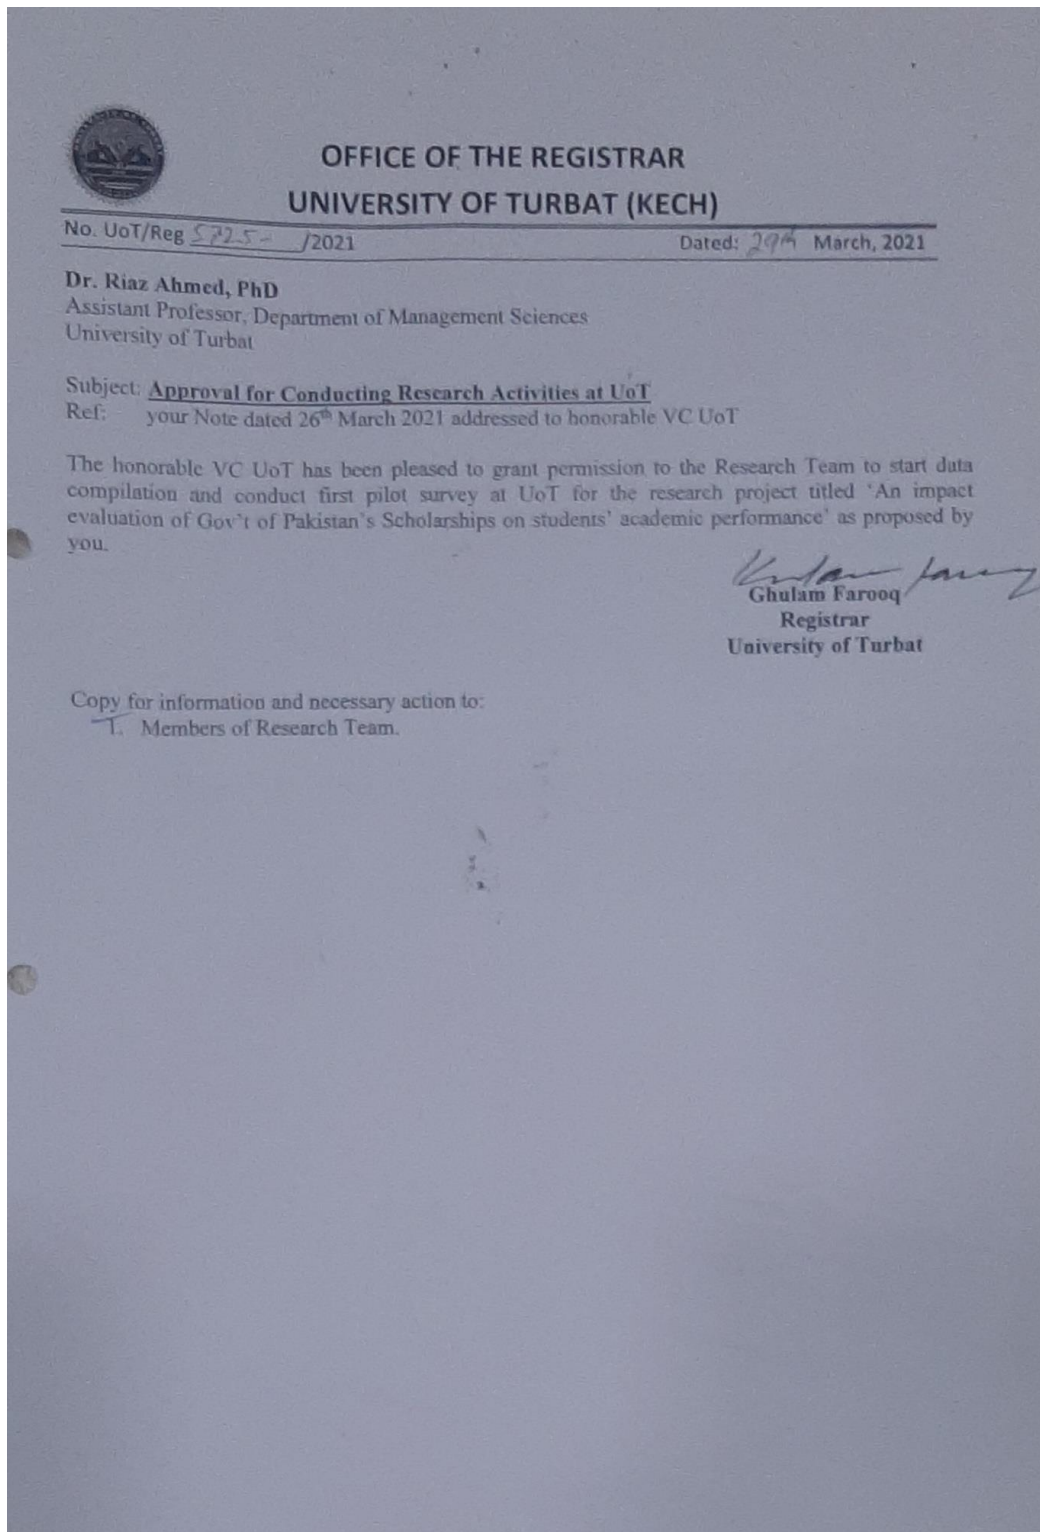 OFFICE OF THE REGISTRAR
UNIVERSITY OF TURBAT (KECH)
No. UoT/Reg 5725- /2021 Dated: 29th March, 2021
Dr. Riaz Ahmed, PhD
Assistant Professor, Department of Management Sciences
University of Turbat
Subject: Approval for Conducting Research Activities at UoT
Ref: your Note dated 26th March 2021 addressed to honorable VC UoT
The honorable VC UoT has been pleased to grant permission to the Research Team to start data
compilation and conduct first pilot survey at UoT for the research project titled ‘An impact
evaluation of Gov’t of Pakistan’s Scholarships on students’ academic performance’ as proposed by
you.
Ghulam Farooq
Registrar
University of Turbat
Copy for information and necessary action to:
1. Members of Research Team.